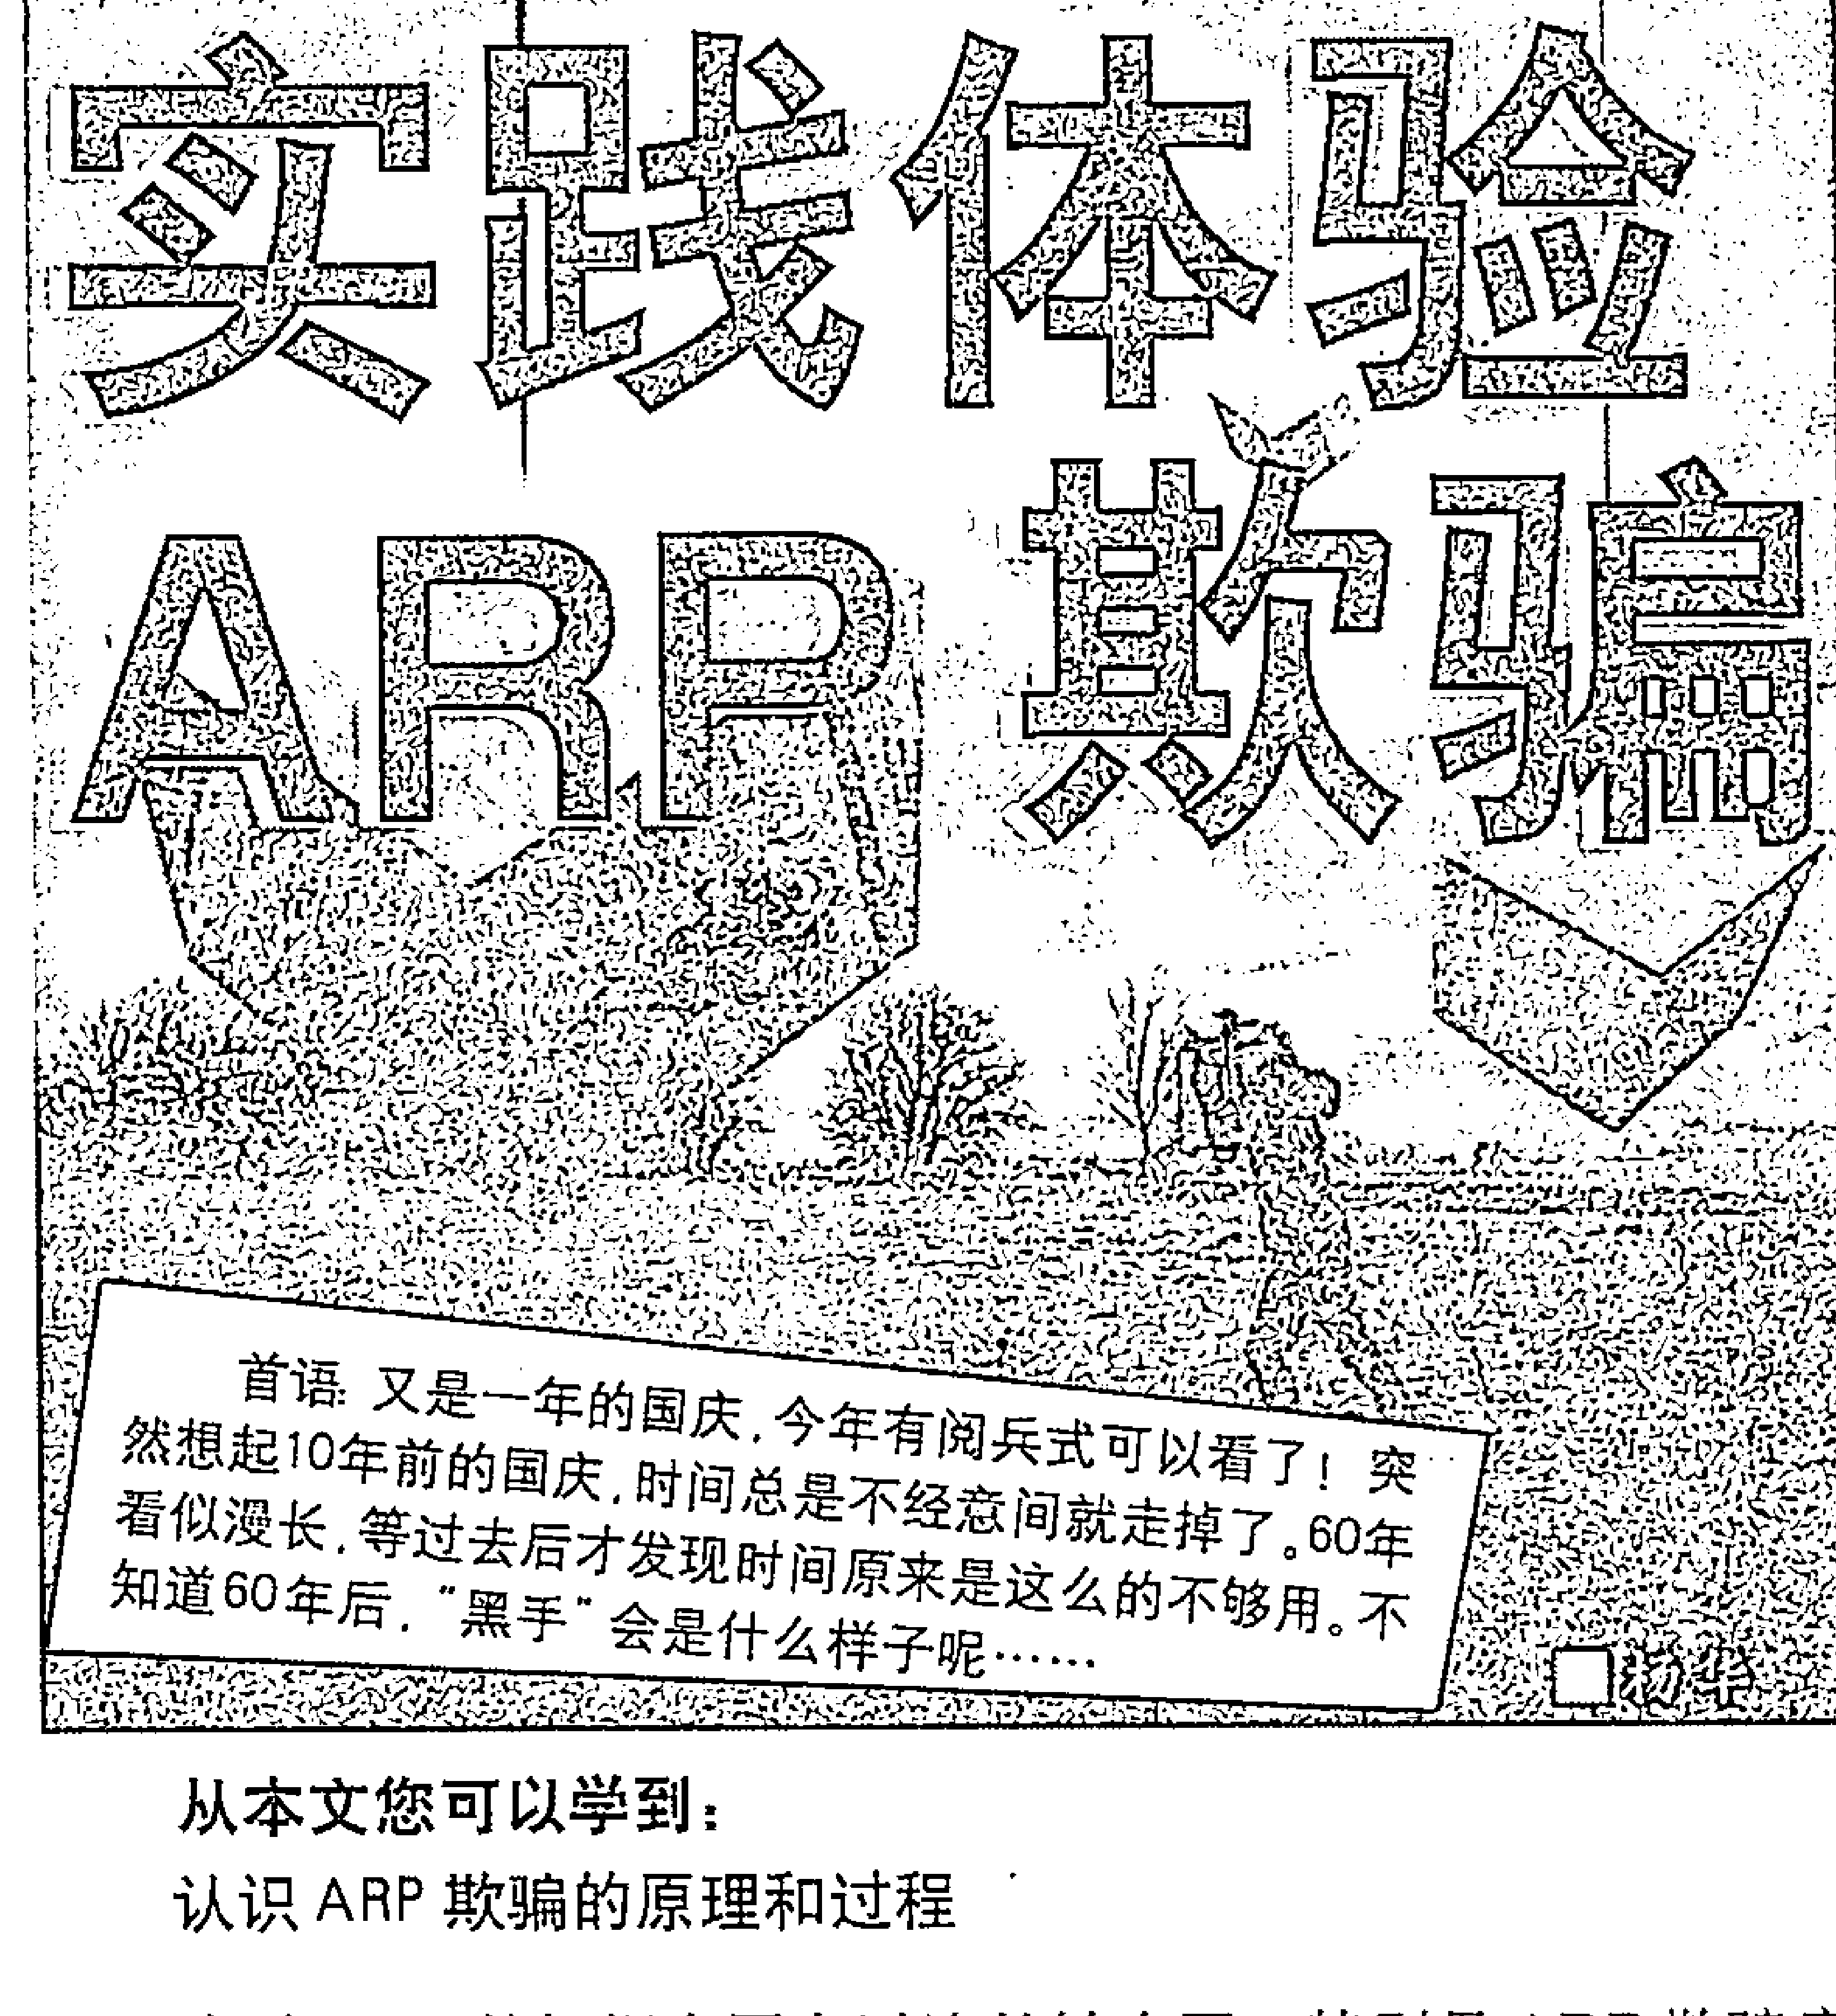 实践体验
ARP 欺骗
首语：又是一年的国庆，今年有阅兵式可以看了！突
然想起10年前的国庆，时间总是不经意间就走掉了。60年
看似漫长，等过去后才发现时间原来是这么的不够用。不
知道60年后，“黑手”会是什么样子呢……
□杨华
从本文您可以学到：
认识 ARP 欺骗的原理和过程